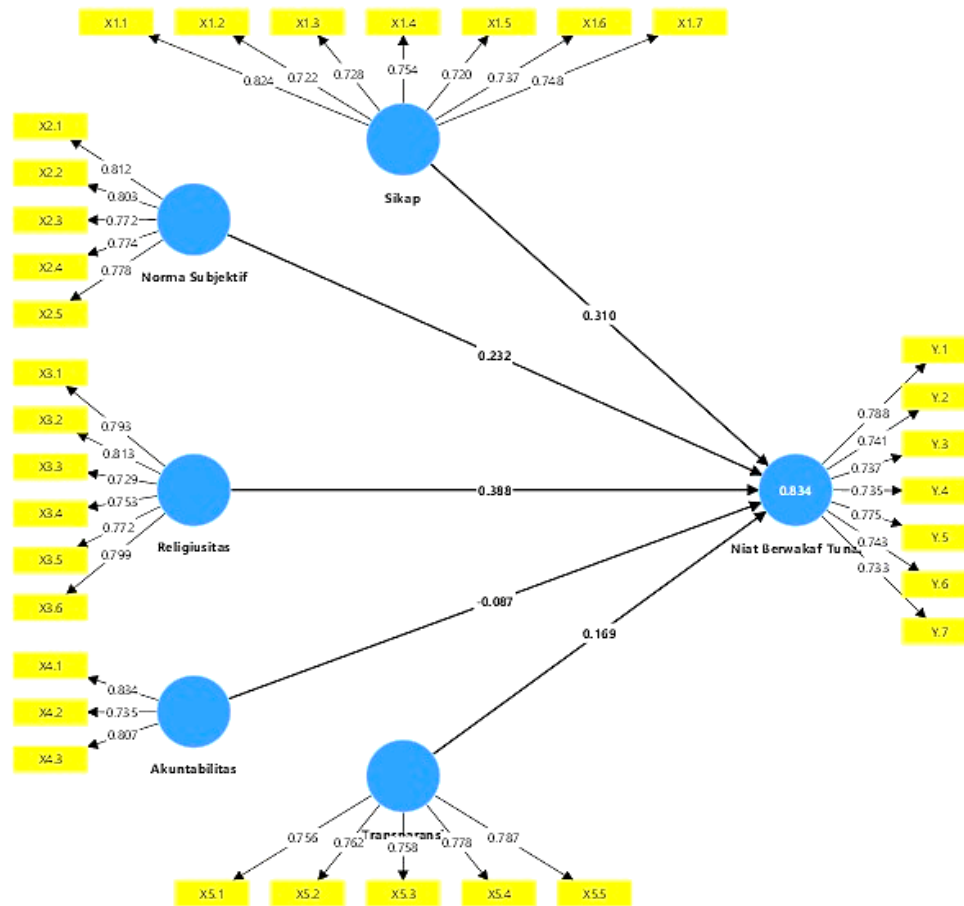 X1.1 X1.2 X1.3 X1.4 X1.5 X1.6 X1.7
0.824 0.722 0.728 0.754 0.720 0.737 0.748
Sikap
X2.1
X2.2
X2.3
X2.4
X2.5
0.812
0.803
0.772
0.774
0.778
Norma Subjektif
X3.1
X3.2
X3.3
X3.4
X3.5
X3.6
0.793
0.813
0.729
0.753
0.772
0.799
Religiusitas
X4.1
X4.2
X4.3
0.834
0.735
0.807
Akuntabilitas
0.310
0.232
0.388
-0.087
0.169
0.834
Niat Berwakaf Tuna
0.788
0.741
0.737
0.735
0.775
0.743
0.733
Y.1
Y.2
Y.3
Y.4
Y.5
Y.6
Y.7
Transparansi
0.756 0.762 0.758 0.778 0.787
X5.1 X5.2 X5.3 X5.4 X5.5